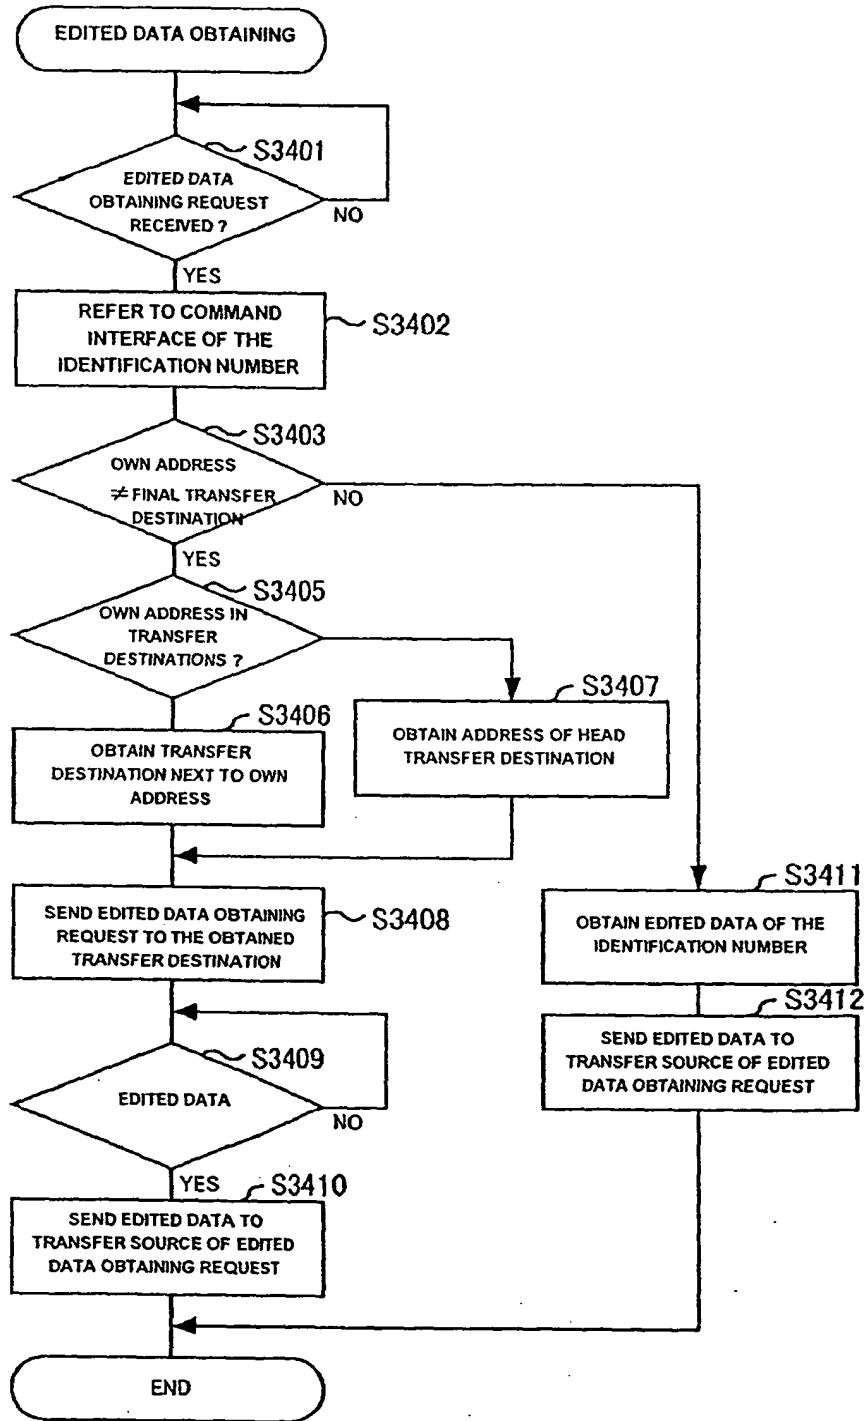 EDITED DATA OBTAINING
S3401
EDITED DATA
OBTAINING REQUEST
RECEIVED ?
NO
YES
REFER TO COMMAND
INTERFACE OF THE
IDENTIFICATION NUMBER
S3402
S3403
OWN ADDRESS
≠ FINAL TRANSFER
DESTINATION
NO
YES
S3405
OWN ADDRESS IN
TRANSFER
DESTINATIONS ?
S3406
OBTAIN TRANSFER
DESTINATION NEXT TO OWN
ADDRESS
S3407
OBTAIN ADDRESS OF HEAD
TRANSFER DESTINATION
SEND EDITED DATA OBTAINING
REQUEST TO THE OBTAINED
TRANSFER DESTINATION
S3408
S3411
OBTAIN EDITED DATA OF THE
IDENTIFICATION NUMBER
S3412
SEND EDITED DATA TO
TRANSFER SOURCE OF EDITED
DATA OBTAINING REQUEST
S3409
EDITED DATA
NO
YES
S3410
SEND EDITED DATA TO
TRANSFER SOURCE OF EDITED
DATA OBTAINING REQUEST
END